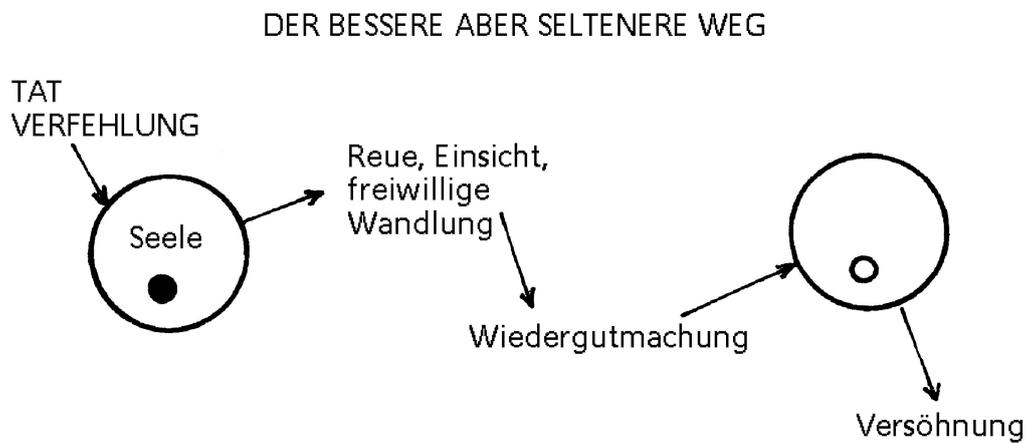 DER BESSERE ABER SELTENERE WEG
TAT
VERFEHLUNG
Seele
Reue, Einsicht,
freiwillige
Wandlung
Wiedergutmachung
Versöhnung